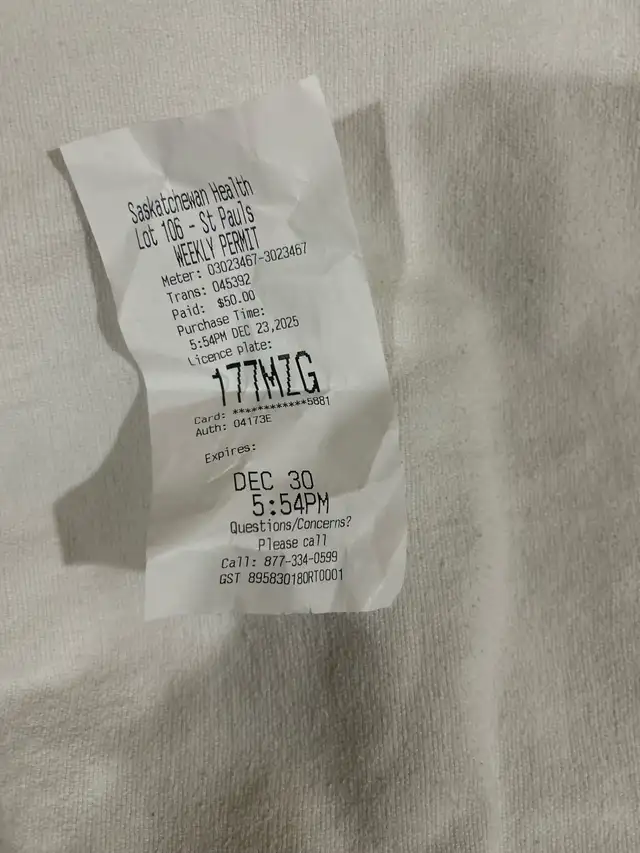 Saskatchewan Health
Lot 106 - St Pauls
WEEKLY PERMIT
Meter: 03023467-3023467
Trans: 045392
Paid: $50.00
Purchase Time:
5:54PM DEC 23,2025
Licence plate:
177MZG
Card: ************5881
Auth: 04173E
Expires:
DEC 30
5:54PM
Questions/Concerns?
Please call
Call: 877-334-0599
GST 895830180RT0001